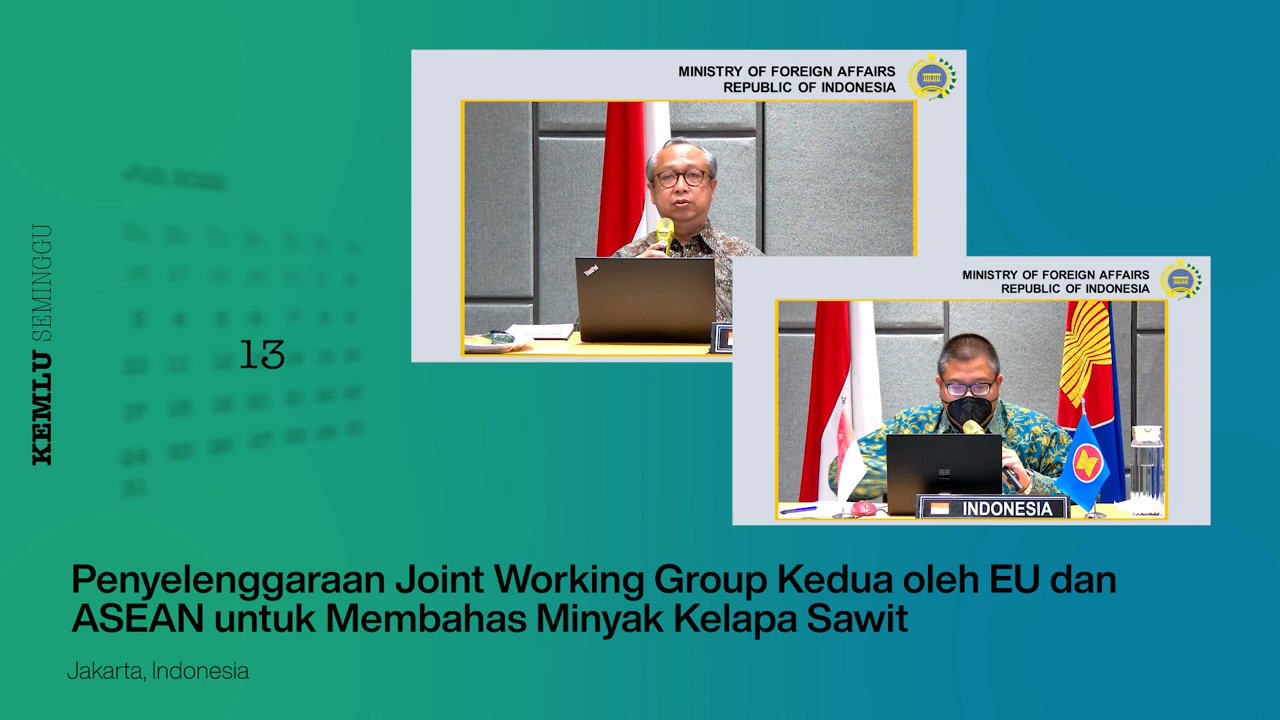 MINISTRY OF FOREIGN AFFAIRS
REPUBLIC OF INDONESIA
MINISTRY OF FOREIGN AFFAIRS
REPUBLIC OF INDONESIA
ThinkPad
INDONESIA
KEMLU SEMINGGU
13
Penyelenggaraan Joint Working Group Kedua oleh EU dan
ASEAN untuk Membahas Minyak Kelapa Sawit
Jakarta, Indonesia